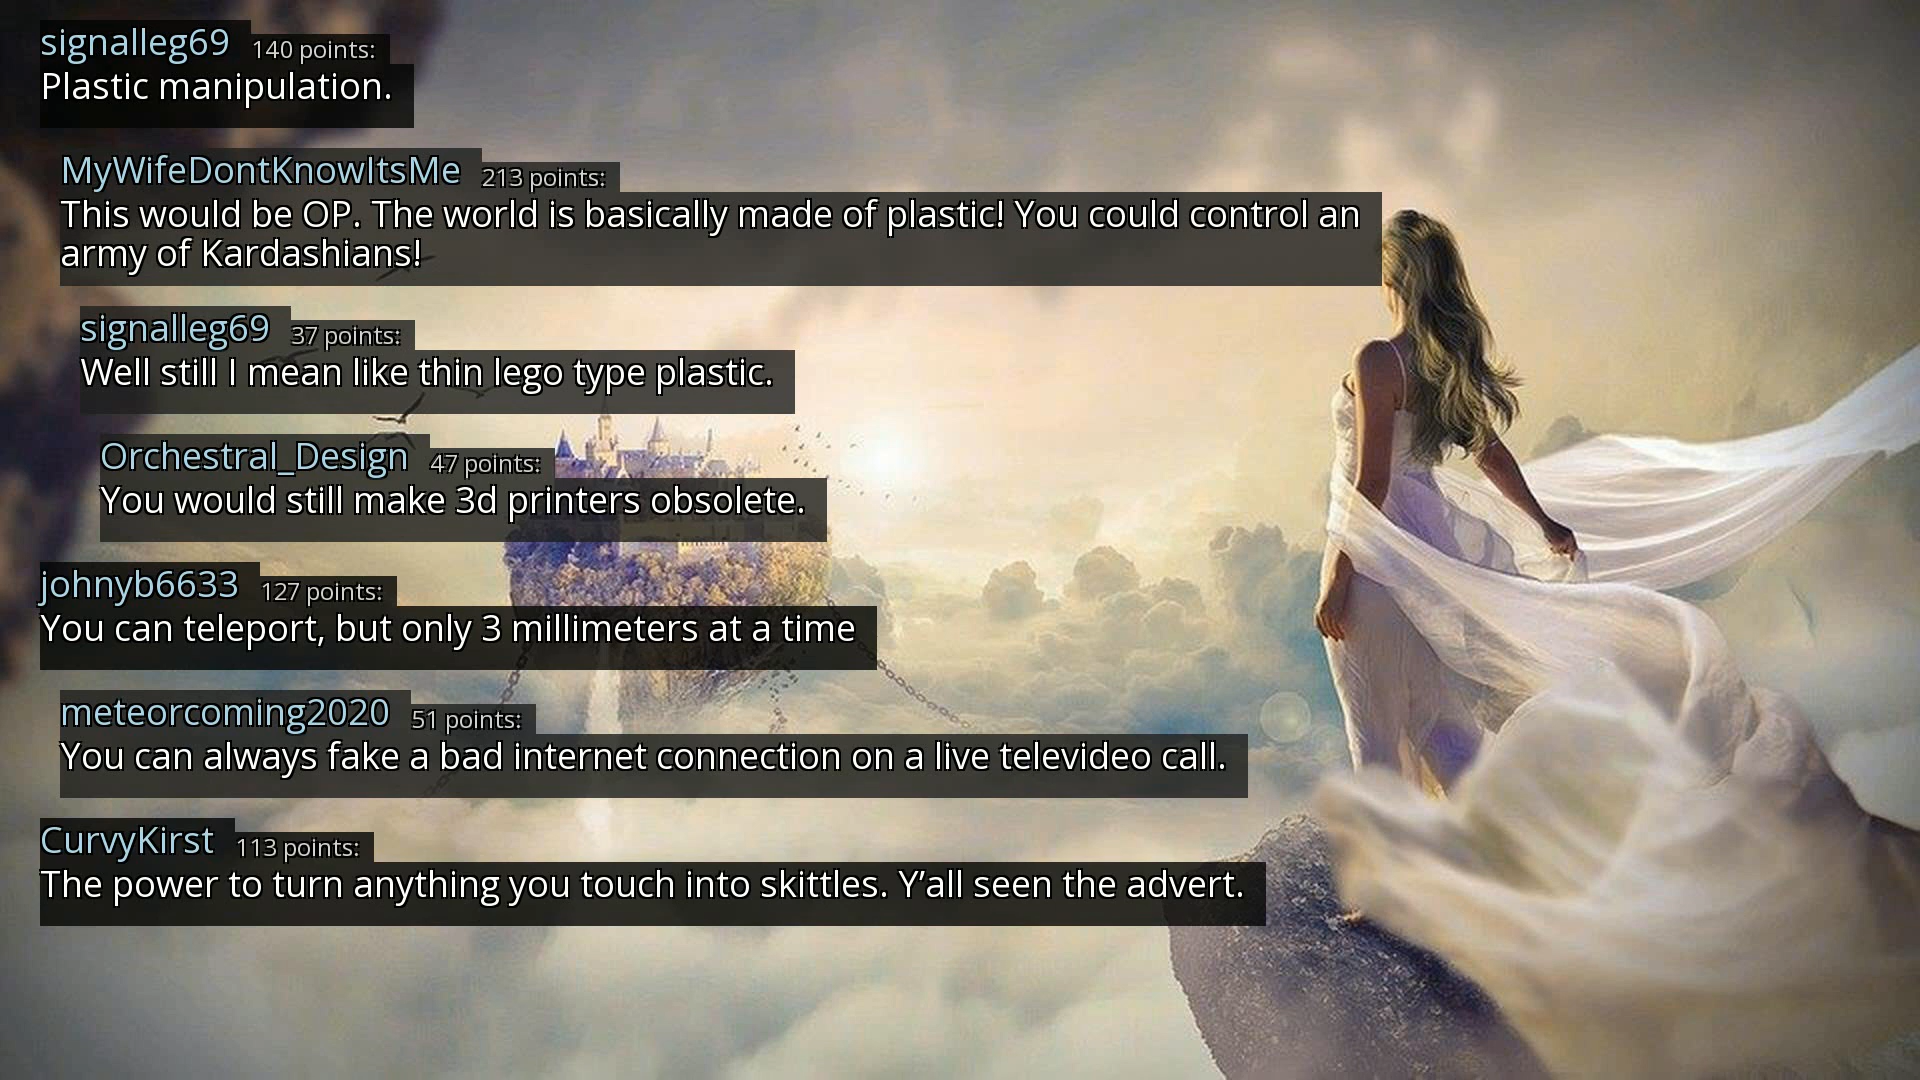 signalleg69 140 points:
Plastic manipulation.
MyWifeDontKnowItsMe 213 points:
This would be OP. The world is basically made of plastic! You could control an
army of Kardashians!
signalleg69 37 points:
Well still I mean like thin lego type plastic.
Orchestral_Design 47 points:
You would still make 3d printers obsolete.
johnyb6633 127 points:
You can teleport, but only 3 millimeters at a time
meteorcoming2020 51 points:
You can always fake a bad internet connection on a live televideo call.
CurvyKirst 113 points:
The power to turn anything you touch into skittles. Y’all seen the advert.